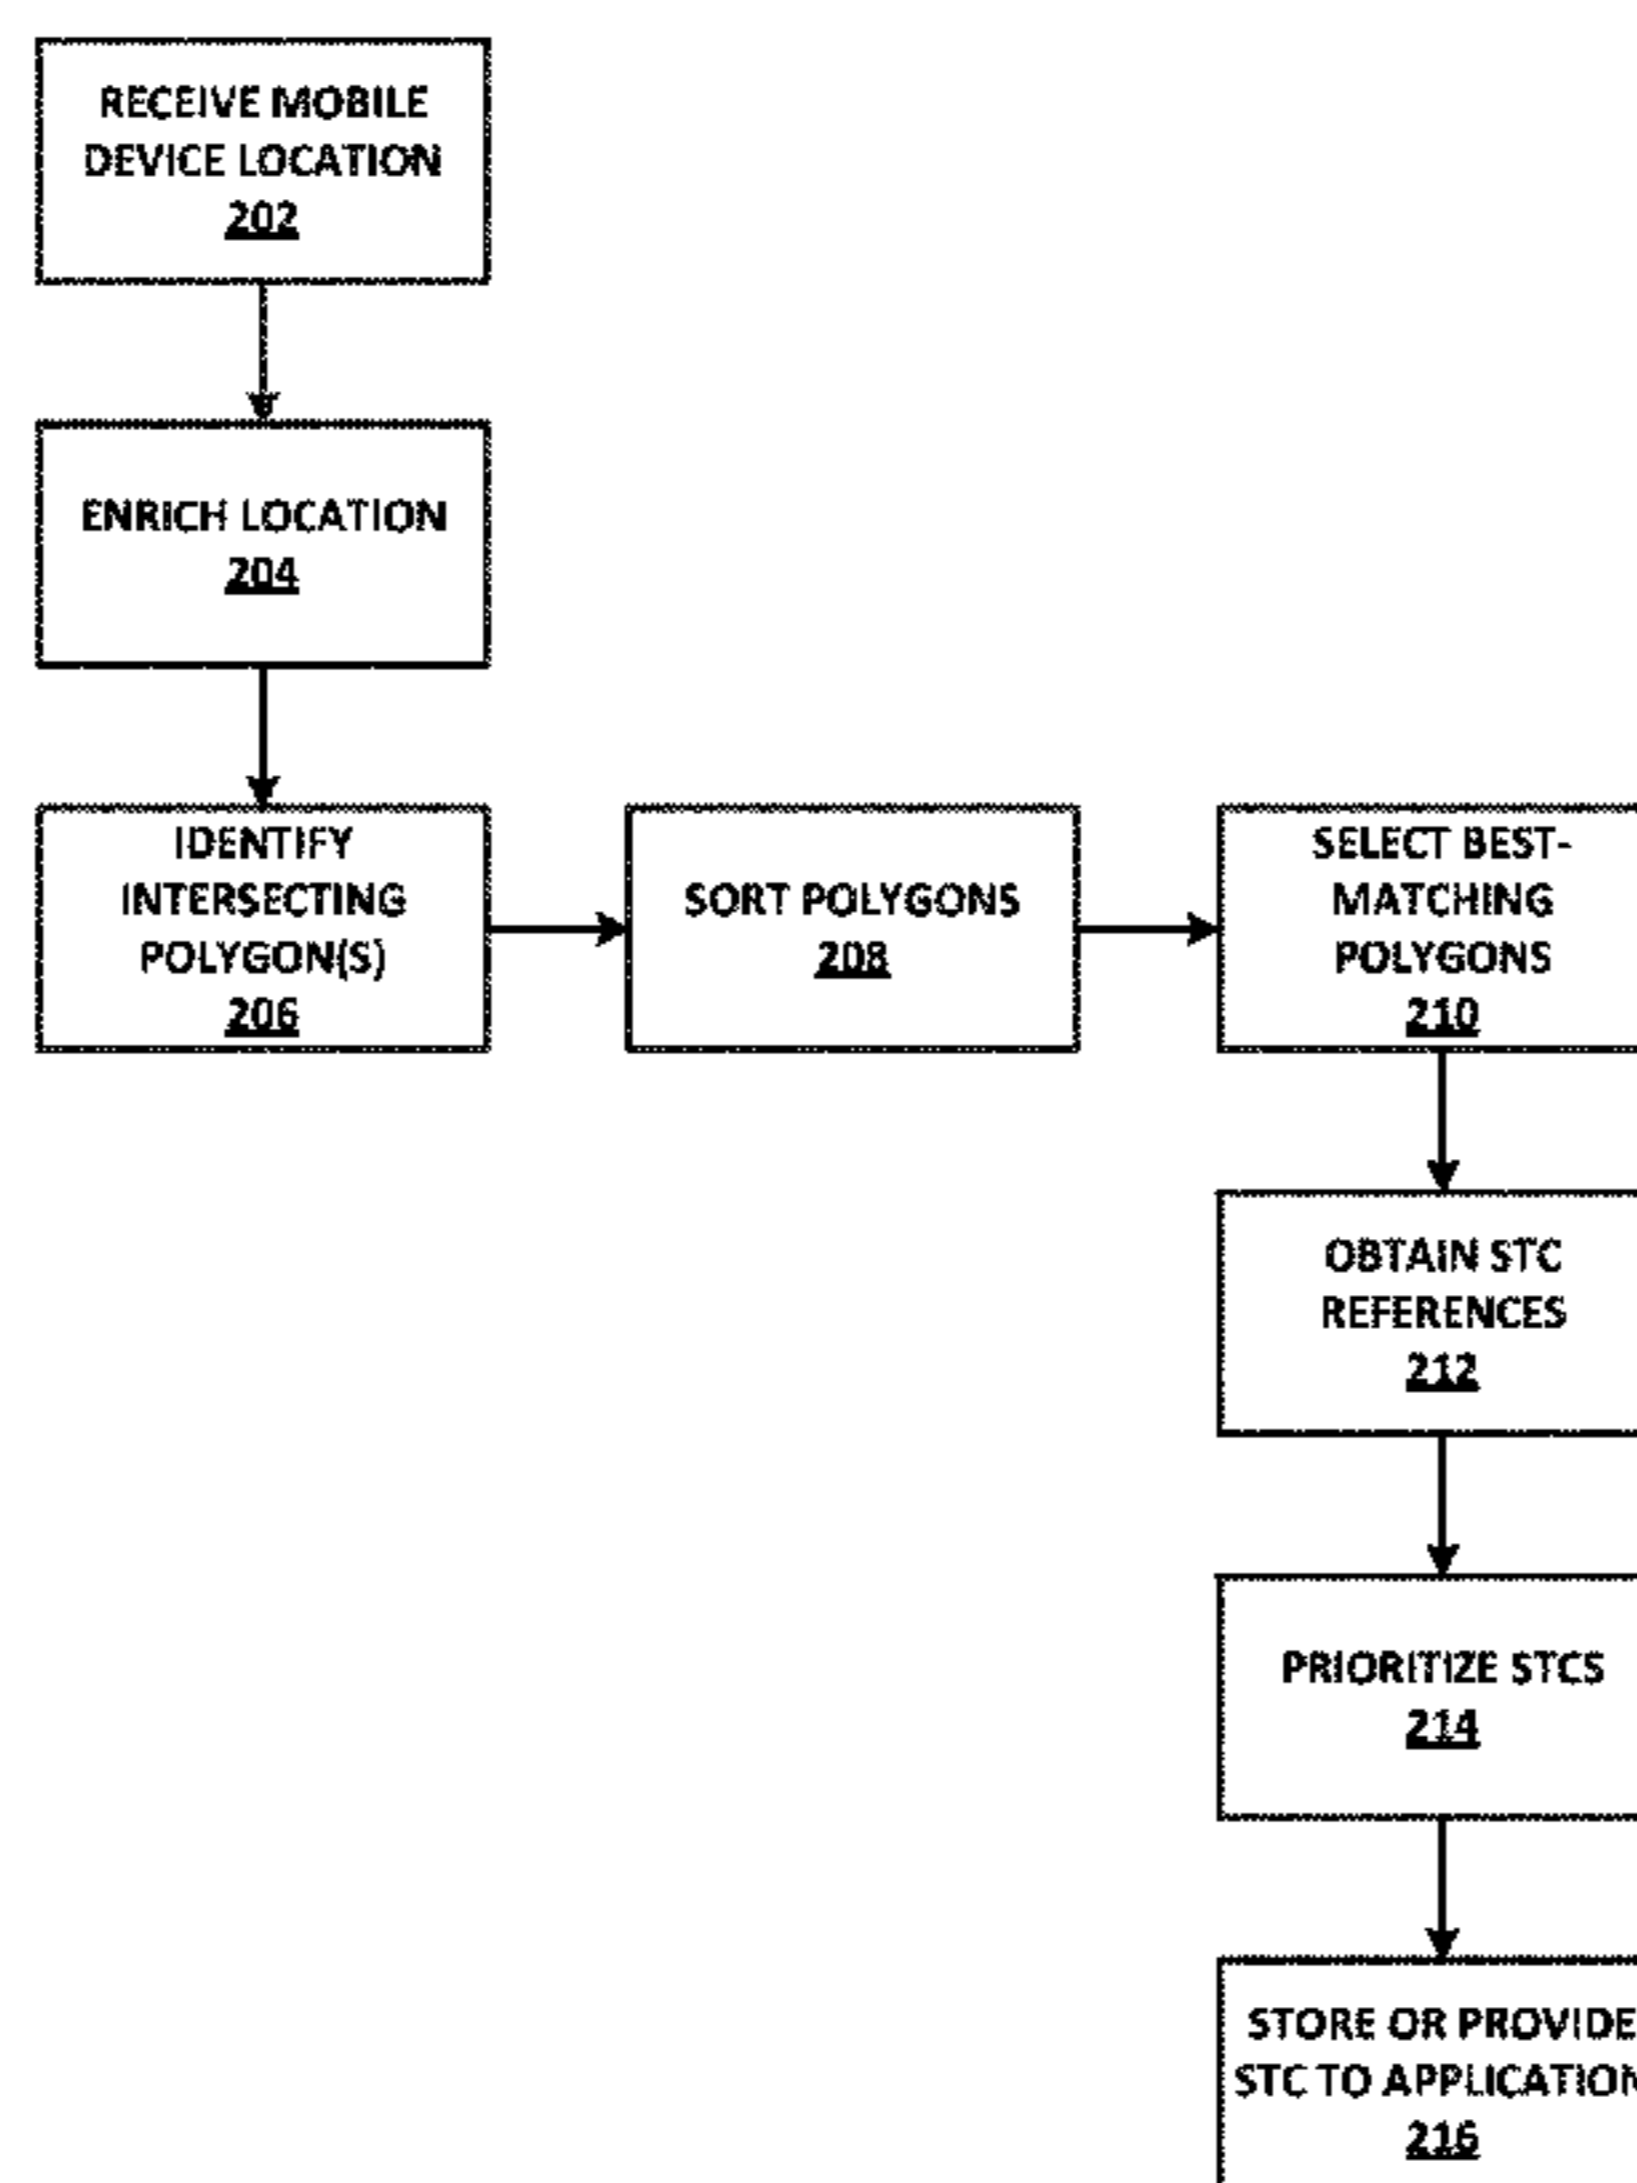 RECEIVE MOBILE
DEVICE LOCATION
202
ENRICH LOCATION
204
IDENTIFY
INTERSECTING
POLYGON(S)
206
SORT POLYGONS
208
SELECT BEST-
MATCHING
POLYGONS
210
OBTAIN STC
REFERENCES
212
PRIORITIZE STCS
214
STORE OR PROVIDE
STC TO APPLICATION
216